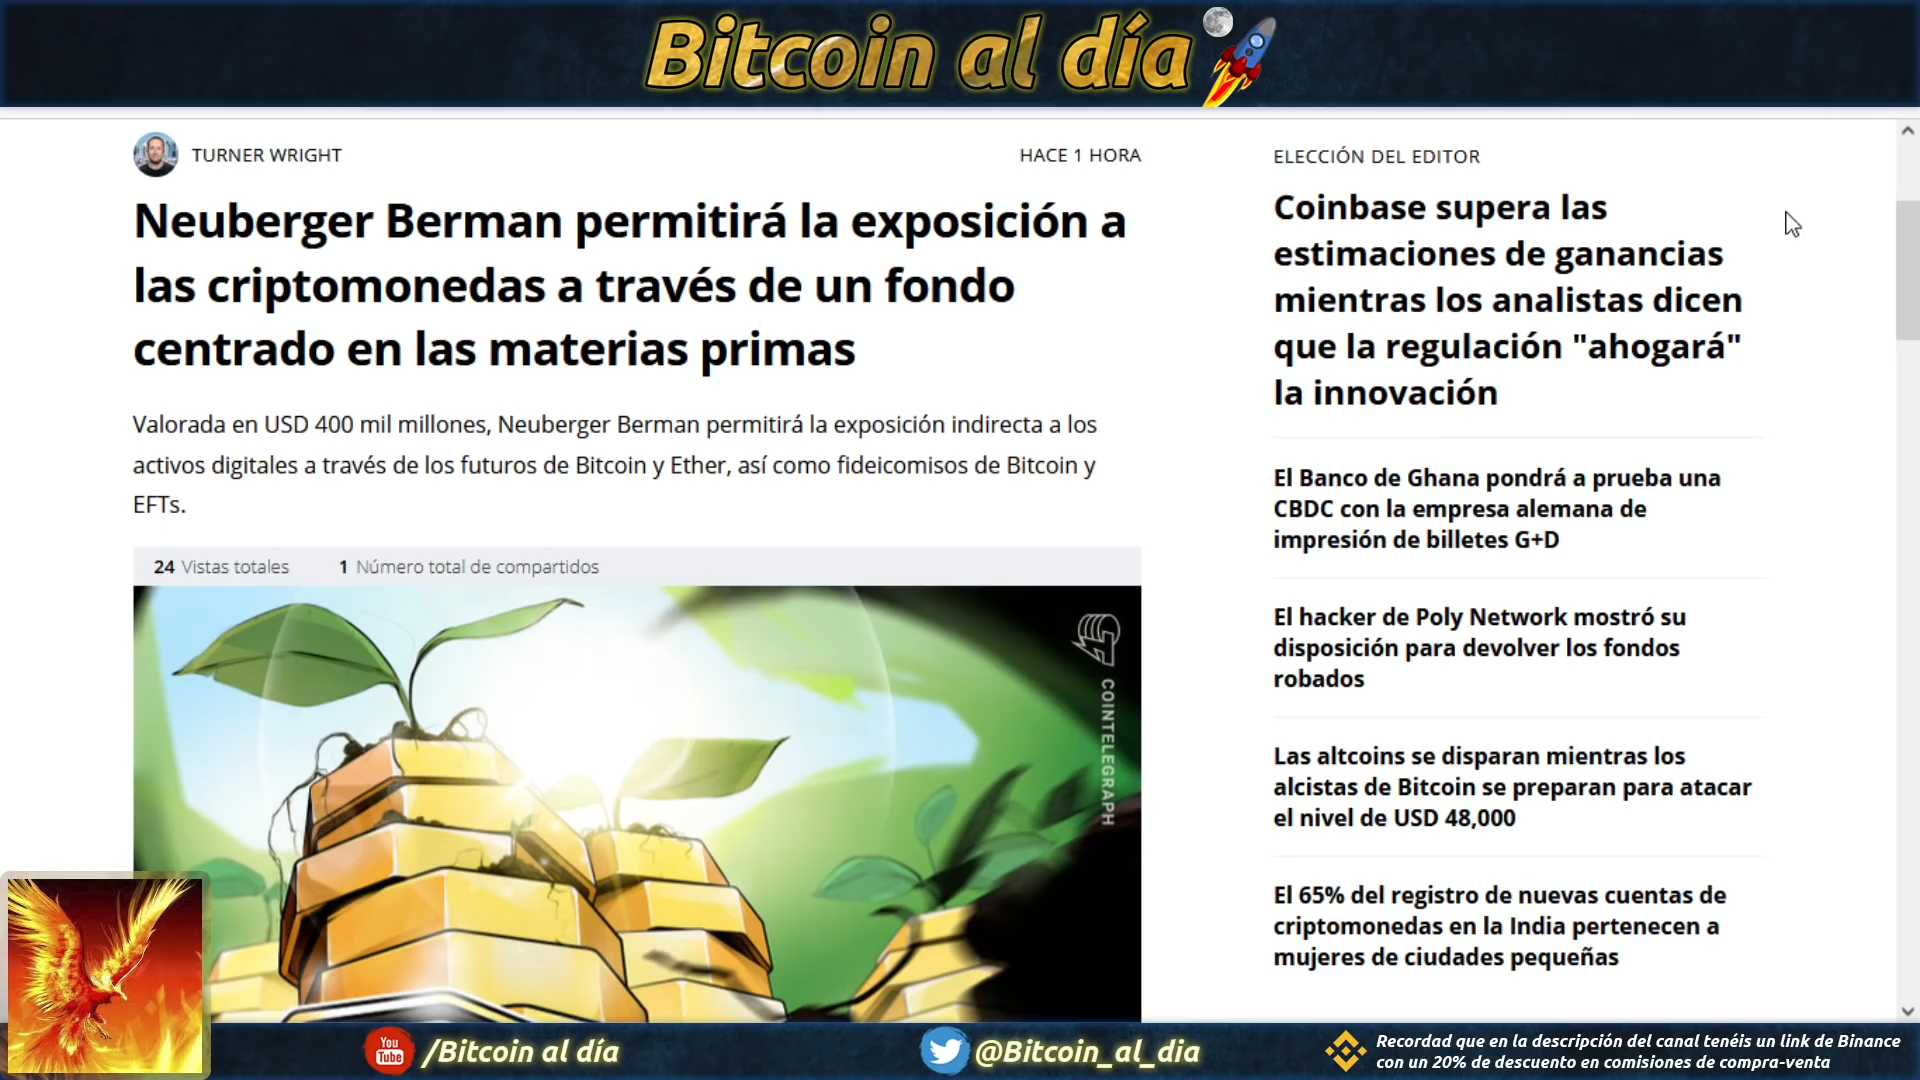 Bitcoin al día
TURNER WRIGHT
HACE 1 HORA
Neuberger Berman permitirá la exposición a
las criptomonedas a través de un fondo
centrado en las materias primas
Valorada en USD 400 mil millones, Neuberger Berman permitirá la exposición indirecta a los
activos digitales a través de los futuros de Bitcoin y Ether, así como fideicomisos de Bitcoin y
EFTs.
24 Vistas totales
1 Número total de compartidos
COINTELEGRAPH
ELECCIÓN DEL EDITOR
Coinbase supera las
estimaciones de ganancias
mientras los analistas dicen
que la regulación "ahogará"
la innovación
El Banco de Ghana pondrá a prueba una
CBDC con la empresa alemana de
impresión de billetes G+D
El hacker de Poly Network mostró su
disposición para devolver los fondos
robados
Las altcoins se disparan mientras los
alcistas de Bitcoin se preparan para atacar
el nivel de USD 48,000
El 65% del registro de nuevas cuentas de
criptomonedas en la India pertenecen a
mujeres de ciudades pequeñas
You
Tube
/Bitcoin al día
@Bitcoin_al_dia
Recordad que en la descripción del canal tenéis un link de Binance
con un 20% de descuento en comisiones de compra-venta